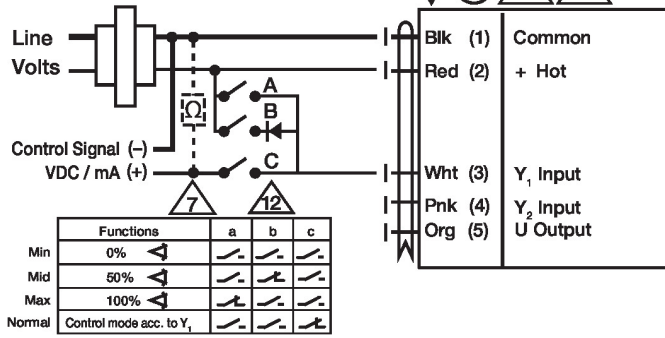 Line
Volts
Blk (1) Common
Red (2) + Hot
A
B
C
Ω
Control Signal (–)
VDC / mA (+)
Wht (3) Y1 Input
Pnk (4) Y2 Input
Org (5) U Output
7
12
Functions a b c
Min 0%
Mid 50%
Max 100%
Normal Control mode acc. to Y1